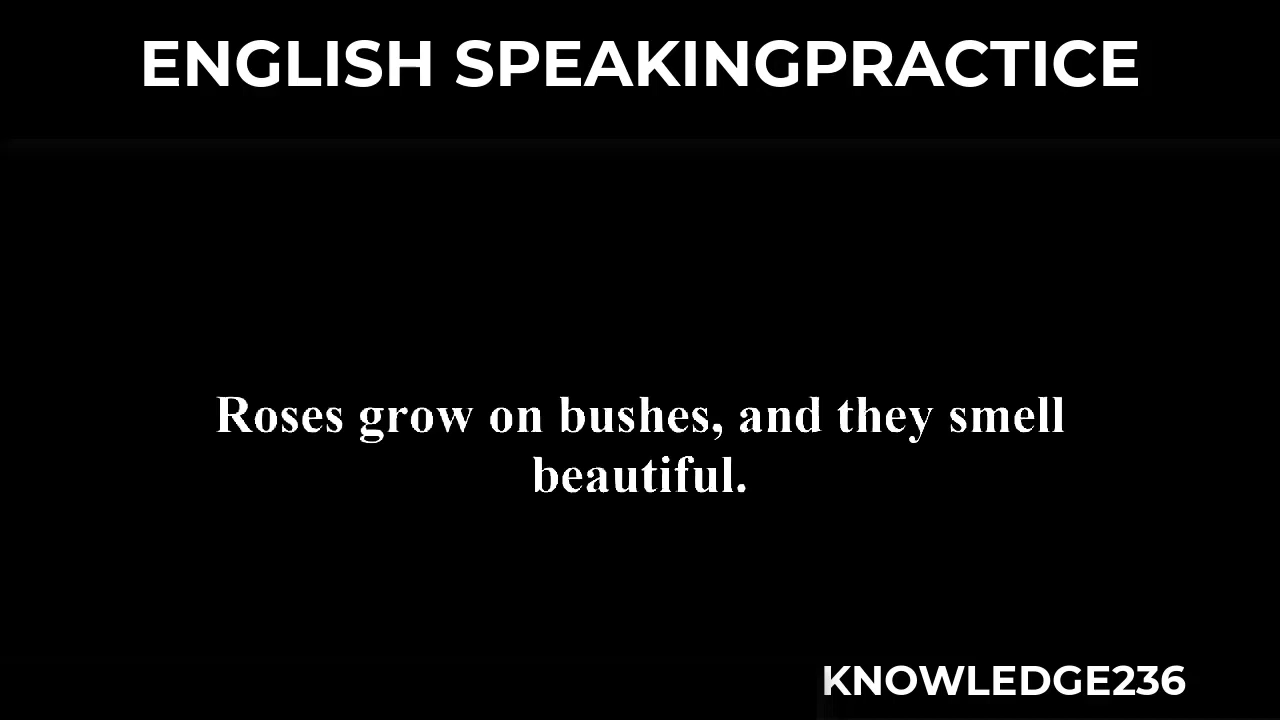 ENGLISH SPEAKINGPRACTICE
Roses grow on bushes, and they smell
beautiful.
KNOWLEDGE236